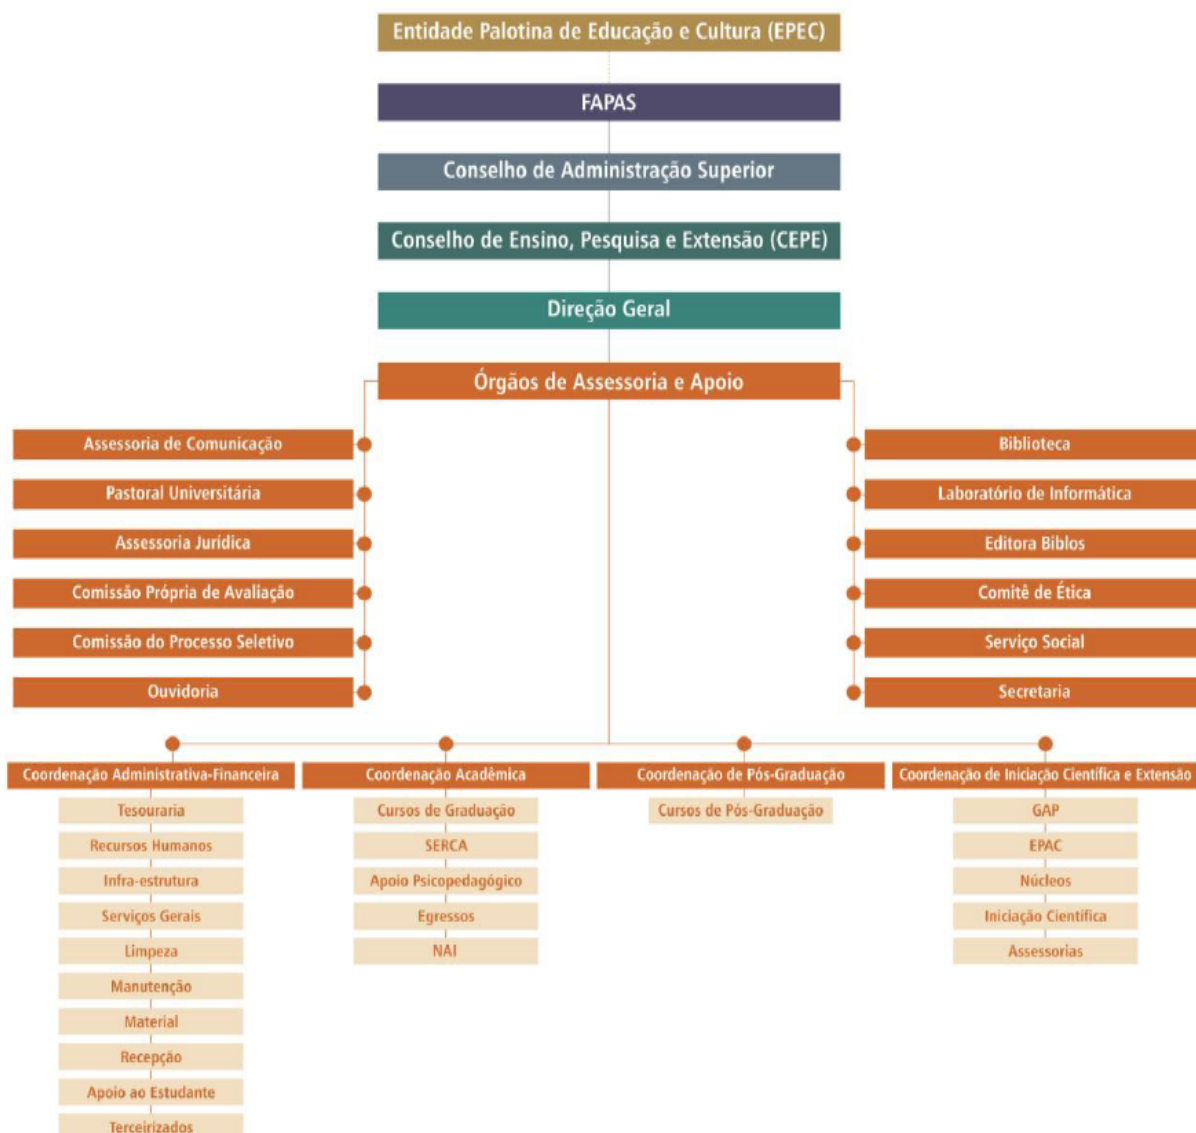 Entidade Palotina de Educação e Cultura (EPEC)
FAPAS
Conselho de Administração Superior
Conselho de Ensino, Pesquisa e Extensão (CEPE)
Direção Geral
Órgãos de Assessoria e Apoio
Assessoria de Comunicação
Pastoral Universitária
Assessoria Jurídica
Comissão Própria de Avaliação
Comissão do Processo Seletivo
Ouvidoria
Biblioteca
Laboratório de Informática
Editora Biblos
Comitê de Ética
Serviço Social
Secretaria
Coordenação Administrativa-Financeira
Tesouraria
Recursos Humanos
Infra-estrutura
Serviços Gerais
Limpeza
Manutenção
Material
Recepção
Apoio ao Estudante
Terceirizados
Coordenação Acadêmica
Cursos de Graduação
SERCA
Apoio Psicopedagógico
Egressos
NAI
Coordenação de Pós-Graduação
Cursos de Pós-Graduação
Coordenação de Iniciação Científica e Extensão
GAP
EPAC
Núcleos
Iniciação Científica
Assessorias